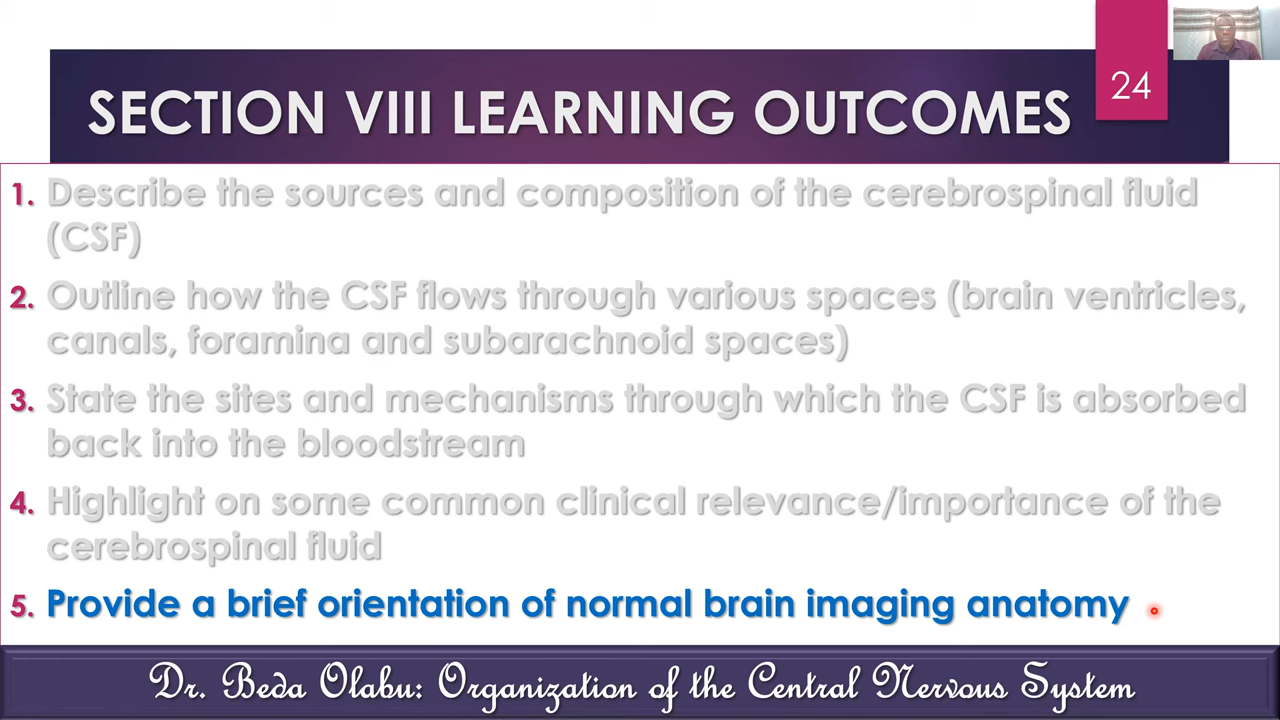 24
SECTION VIII LEARNING OUTCOMES
1. Describe the sources and composition of the cerebrospinal fluid
(CSF)
2. Outline how the CSF flows through various spaces (brain ventricles,
canals, foramina and subarachnoid spaces)
3. State the sites and mechanisms through which the CSF is absorbed
back into the bloodstream
4. Highlight on some common clinical relevance/importance of the
cerebrospinal fluid
5. Provide a brief orientation of normal brain imaging anatomy
Dr. Beda Olabu: Organization of the Central Nervous System